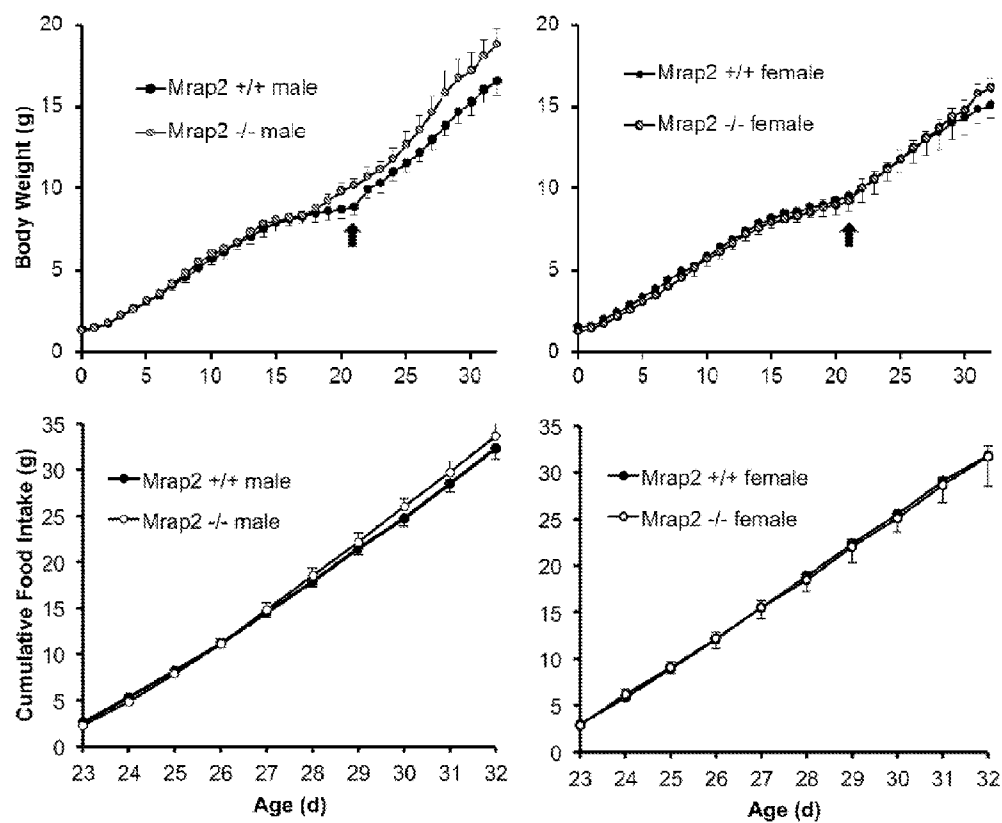 Body Weight (g)
20
15
10
5
0
Mrap2 +/+ male
Mrap2 -/- male
0 5 10 15 20 25 30
20
15
10
5
0
Mrap2 +/+ female
Mrap2 -/- female
0 5 10 15 20 25 30
Cumulative Food Intake (g)
35
30
25
20
15
10
5
0
Mrap2 +/+ male
Mrap2 -/- male
23 24 25 26 27 28 29 30 31 32
Age (d)
35
30
25
20
15
10
5
0
Mrap2 +/+ female
Mrap2 -/- female
23 24 25 26 27 28 29 30 31 32
Age (d)